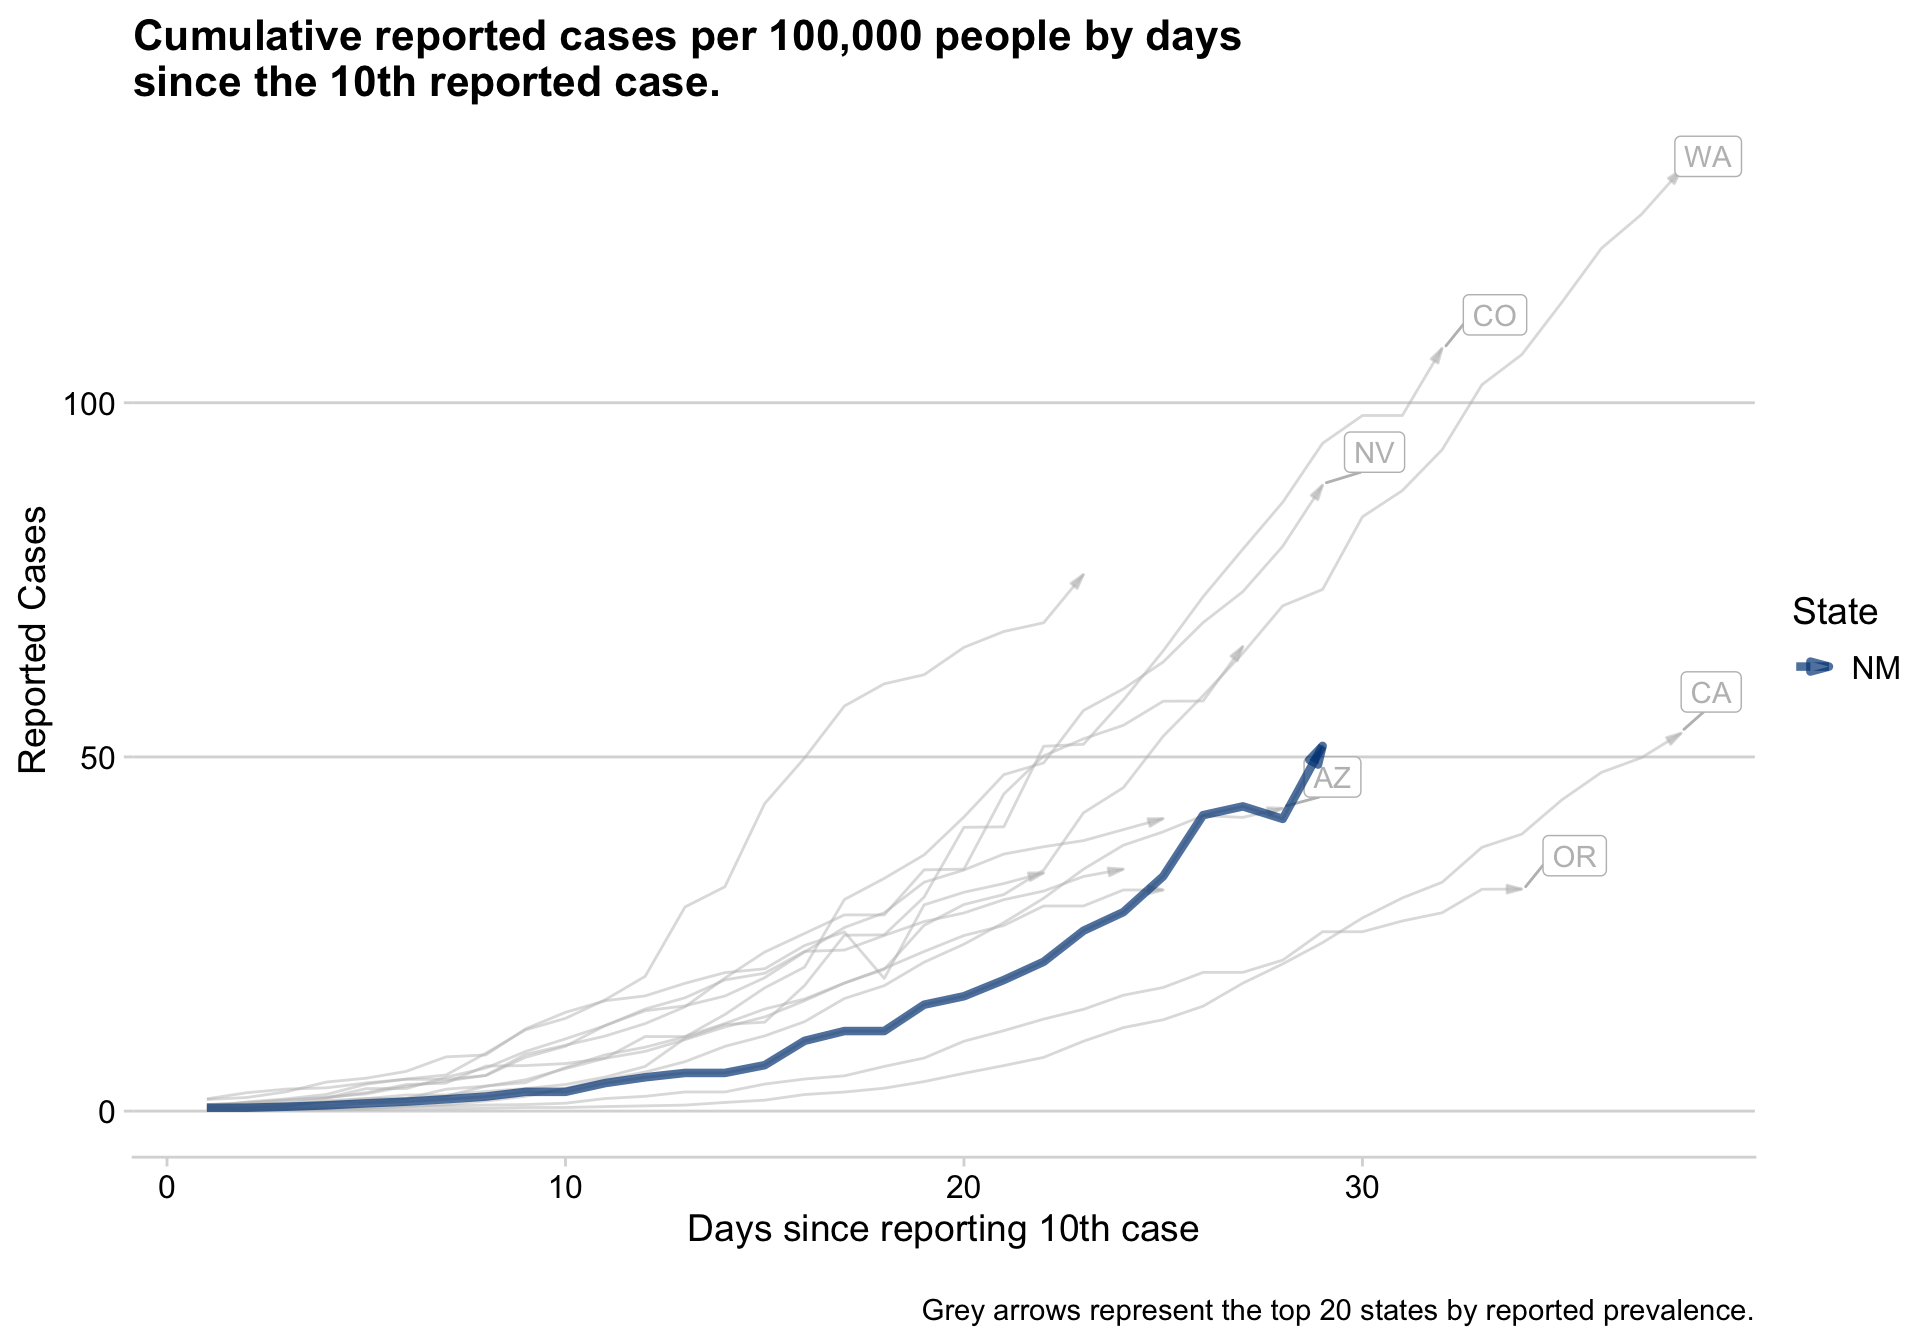 Cumulative reported cases per 100,000 people by days
since the 10th reported case.
WA
CO
100
NV
Reported Cases
State
NM
CA
50
AZ
OR
0
0 10 20 30
Days since reporting 10th case
Grey arrows represent the top 20 states by reported prevalence.